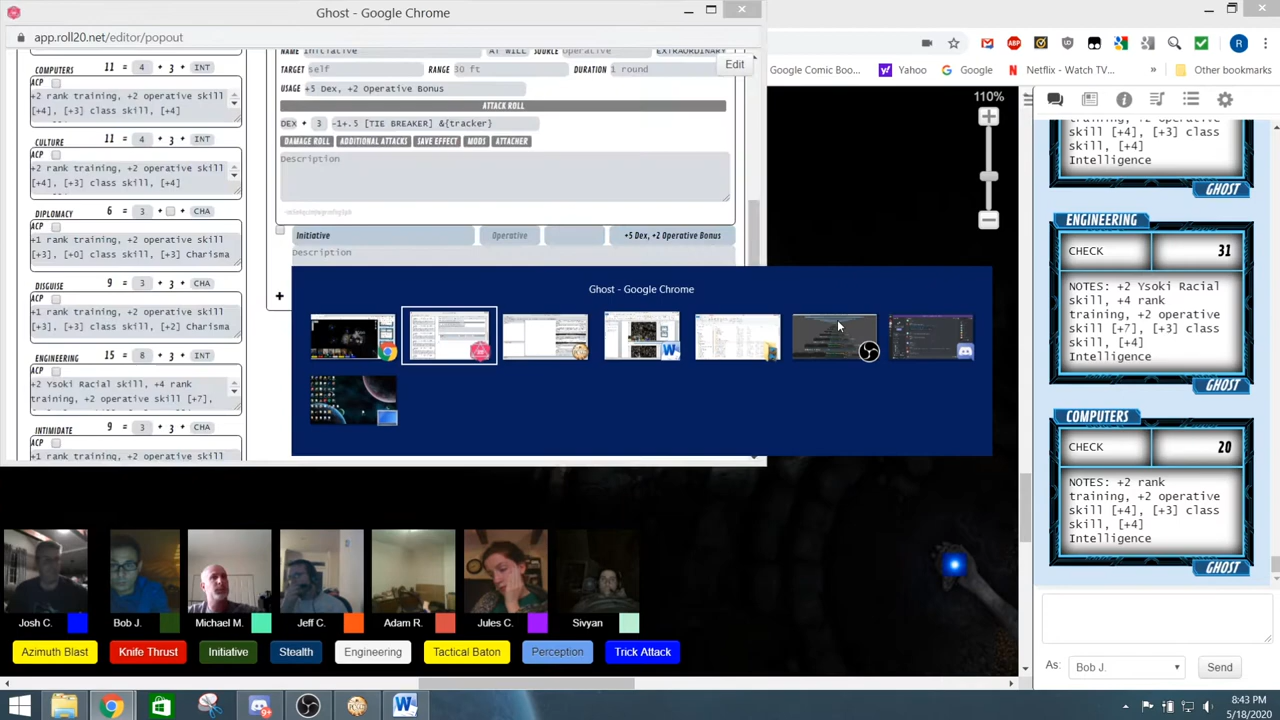 Ghost - Google Chrome
app.roll20.net/editor/popout
COMPUTERS 11 = 4 + 3 + INT
ACP
+2 rank training, +2 operative skill
[+4], [+3] class skill, [+4]
CULTURE 11 = 4 + 3 + INT
ACP
+2 rank training, +2 operative skill
[+4], [+3] class skill, [+4]
DIPLOMACY 6 = 3 + + CHA
ACP
+1 rank training, +2 operative skill
[+3], [+0] class skill, [+3] Charisma
DISGUISE 9 = 3 + 3 + CHA
ACP
+1 rank training, +2 operative skill
[+3], [+3] class skill, [+2] Charisma
ENGINEERING 15 = 8 + 3 + INT
ACP
+2 Ysoki Racial skill, +4 rank
training, +2 operative skill [+7],
INTIMIDATE 9 = 3 + 3 + CHA
ACP
+1 rank training, +2 operative skill
NAME initiative AT WILL SOURCE Operative EXTRAORDINARY
TARGET self RANGE 30 ft DURATION 1 round
Edit
USAGE +5 Dex, +2 Operative Bonus
ATTACK ROLL
DEX + 3 -1+.5 [TIE BREAKER] &{tracker}
DAMAGE ROLL ADDITIONAL ATTACKS SAVE EFFECT MODS ATTACHER
Description
Initiative Operative +5 Dex, +2 Operative Bonus
Description
+
Ghost - Google Chrome
ABP
R
Google Comic Boo... Yahoo Google Netflix - Watch TV... » Other bookmarks
110%
training, +2 operative
skill [+4], [+3] class
skill, [+4]
Intelligence
GHOST
ENGINEERING
CHECK 31
NOTES: +2 Ysoki Racial
skill, +4 rank
training, +2 operative
skill [+7], [+3] class
skill, [+4]
Intelligence
GHOST
COMPUTERS
CHECK 20
NOTES: +2 rank
training, +2 operative
skill [+4], [+3] class
skill, [+4]
Intelligence
GHOST
Josh C. Bob J. Michael M. Jeff C. Adam R. Jules C. Sivyan
Azimuth Blast Knife Thrust Initiative Stealth Engineering Tactical Baton Perception Trick Attack
As: Bob J. Send
8:43 PM
5/18/2020